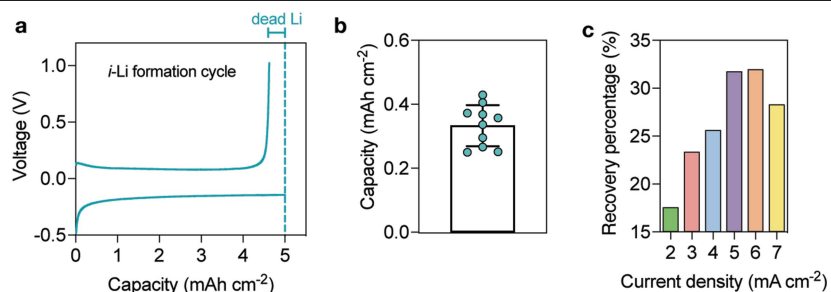 a
dead Li
i-Li formation cycle
Voltage (V)
1.0
0.5
0.0
-0.5
0 1 2 3 4 5
Capacity (mAh cm-2)
b
Capacity (mAh cm-2)
0.6
0.4
0.2
0.0
c
Recovery percentage (%)
35
30
25
20
15
2 3 4 5 6 7
Current density (mA cm-2)